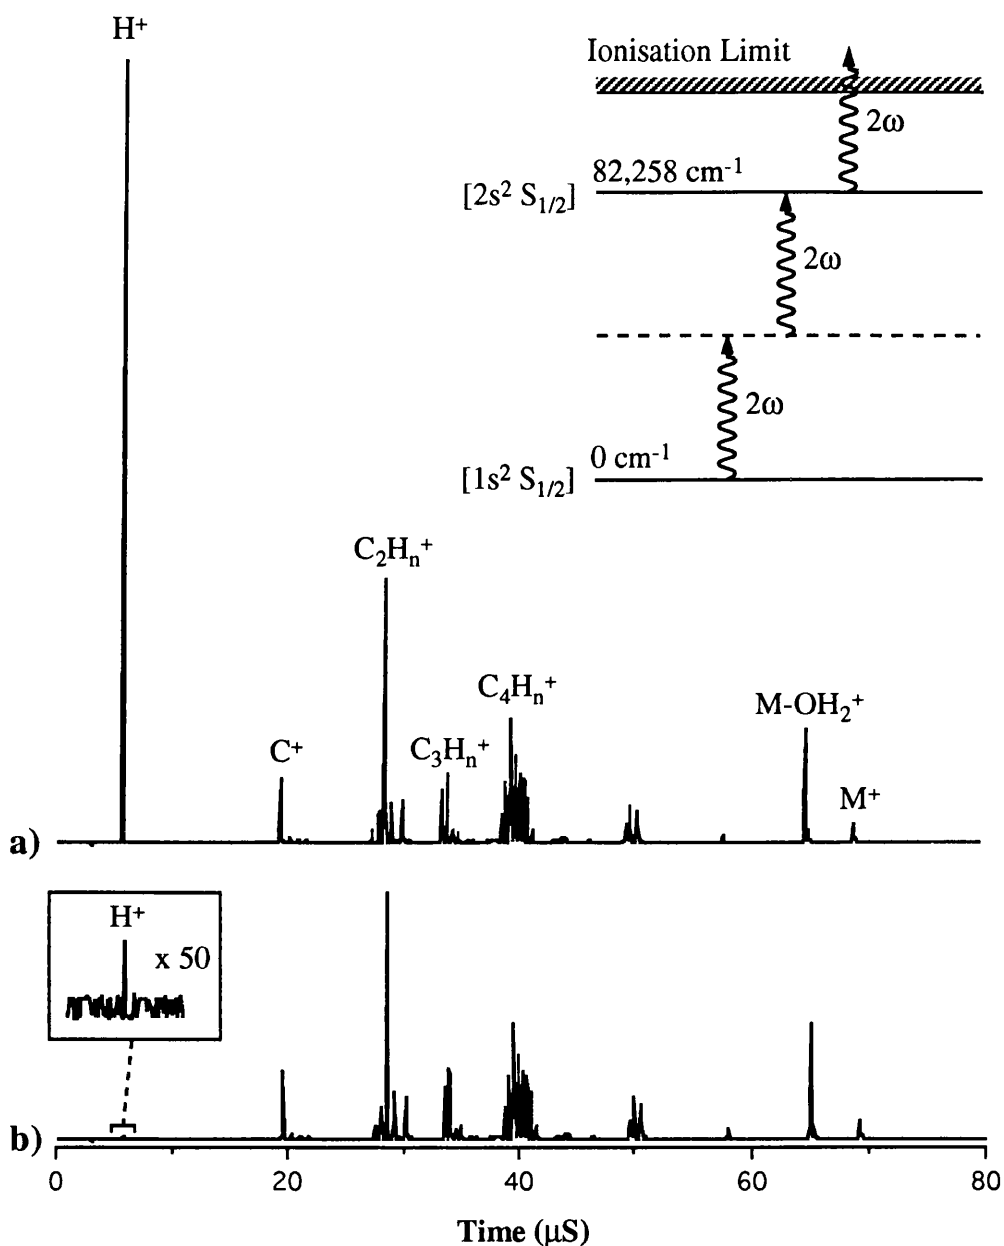 H⁺
Ionisation Limit
2ω
82,258 cm⁻¹
[2s² S₁/₂]
2ω
2ω
0 cm⁻¹
[1s² S₁/₂]
C₂Hₙ⁺
C₄Hₙ⁺
M-OH₂⁺
C⁺
C₃Hₙ⁺
M⁺
a)
H⁺
x 50
b)
0 20 40 60 80
Time (μS)